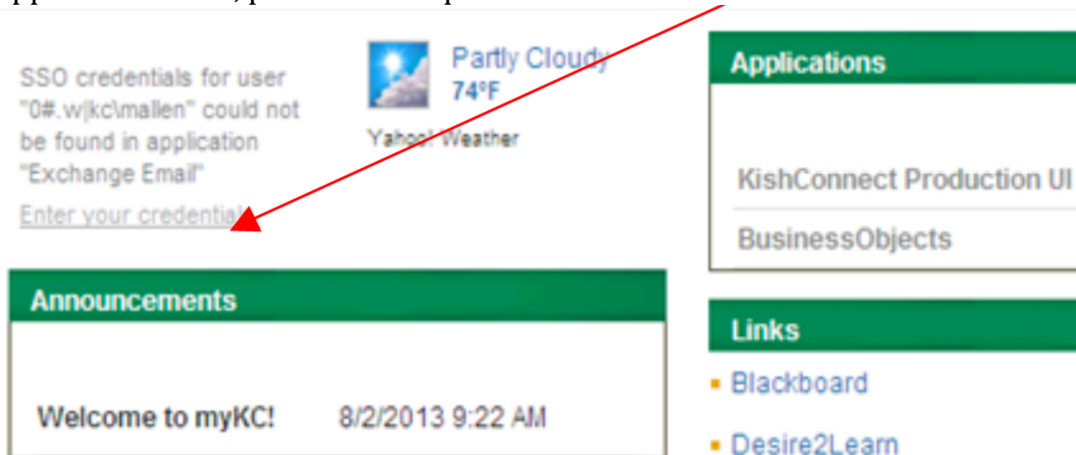 SSO credentials for user
"0#.w|kc\mallen" could not
be found in application
"Exchange Email"
Enter your credential
Partly Cloudy
74°F
Yahoo! Weather
Announcements
Welcome to myKC! 8/2/2013 9:22 AM
Applications
KishConnect Production UI
BusinessObjects
Links
Blackboard
Desire2Learn